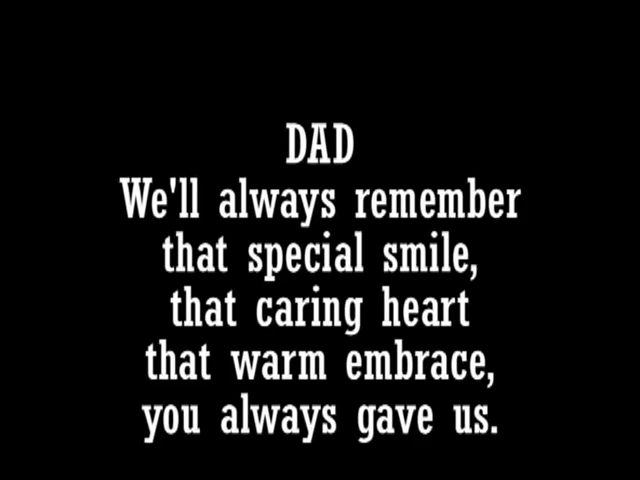 DAD
We'll always remember
that special smile,
that caring heart
that warm embrace,
you always gave us.